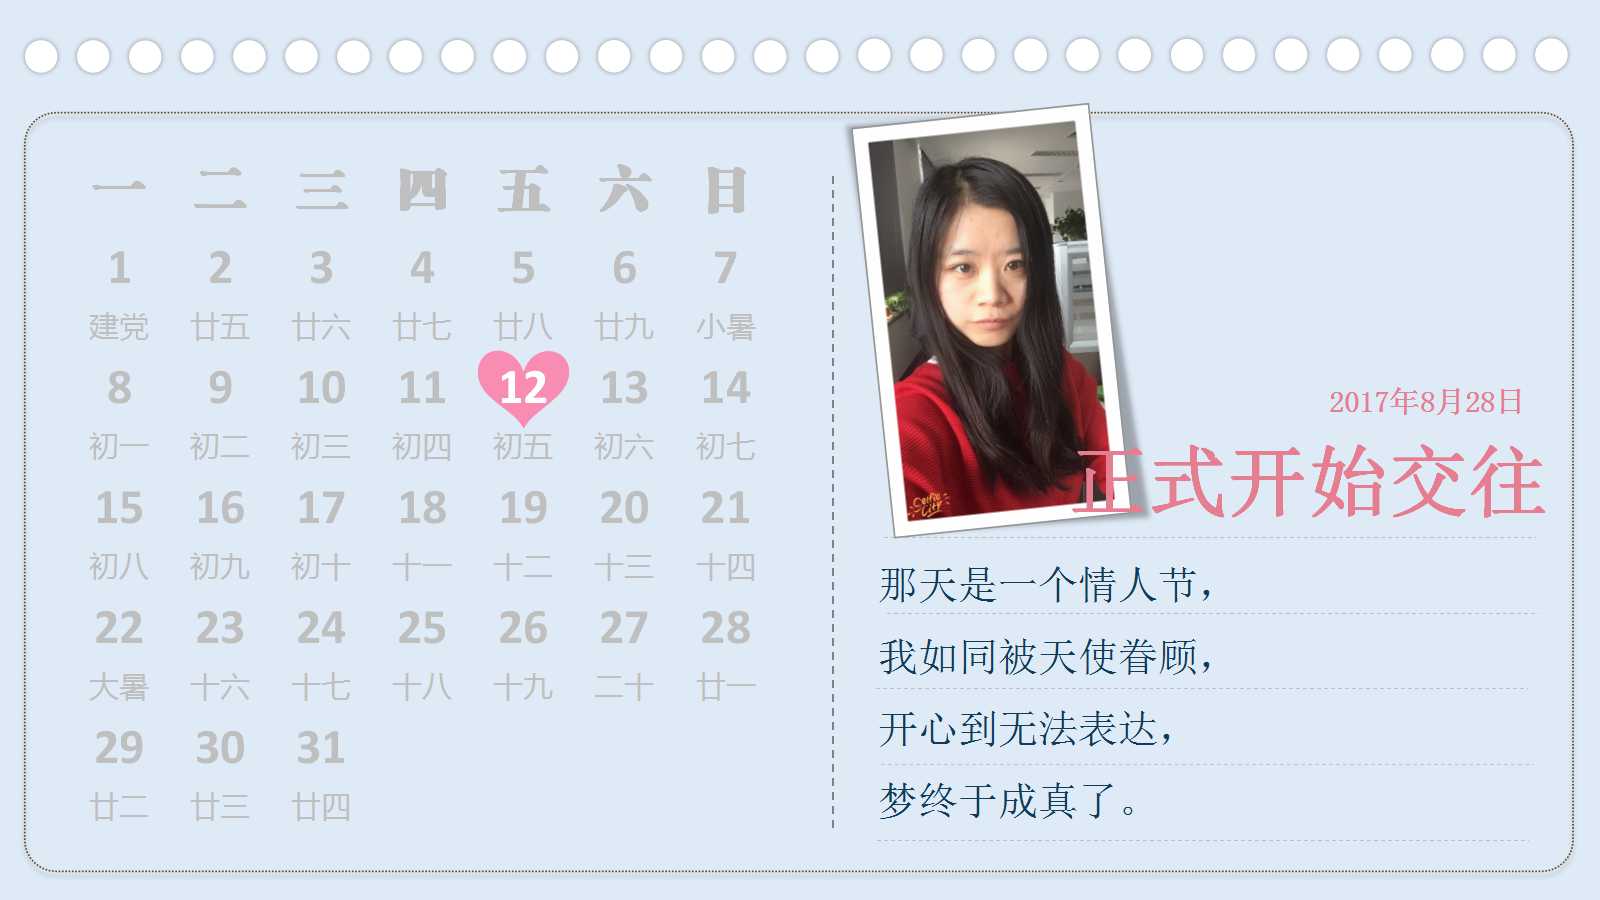 一 二 三 四 五 六 日
1 2 3 4 5 6 7
建党 廿五 廿六 廿七 廿八 廿九 小暑
8 9 10 11 12 13 14
初一 初二 初三 初四 初五 初六 初七
15 16 17 18 19 20 21
初八 初九 初十 十一 十二 十三 十四
22 23 24 25 26 27 28
大暑 十六 十七 十八 十九 二十 廿一
29 30 31
廿二 廿三 廿四
Selfie
City
2017年8月28日
正式开始交往
那天是一个情人节，
我如同被天使眷顾，
开心到无法表达，
梦终于成真了。